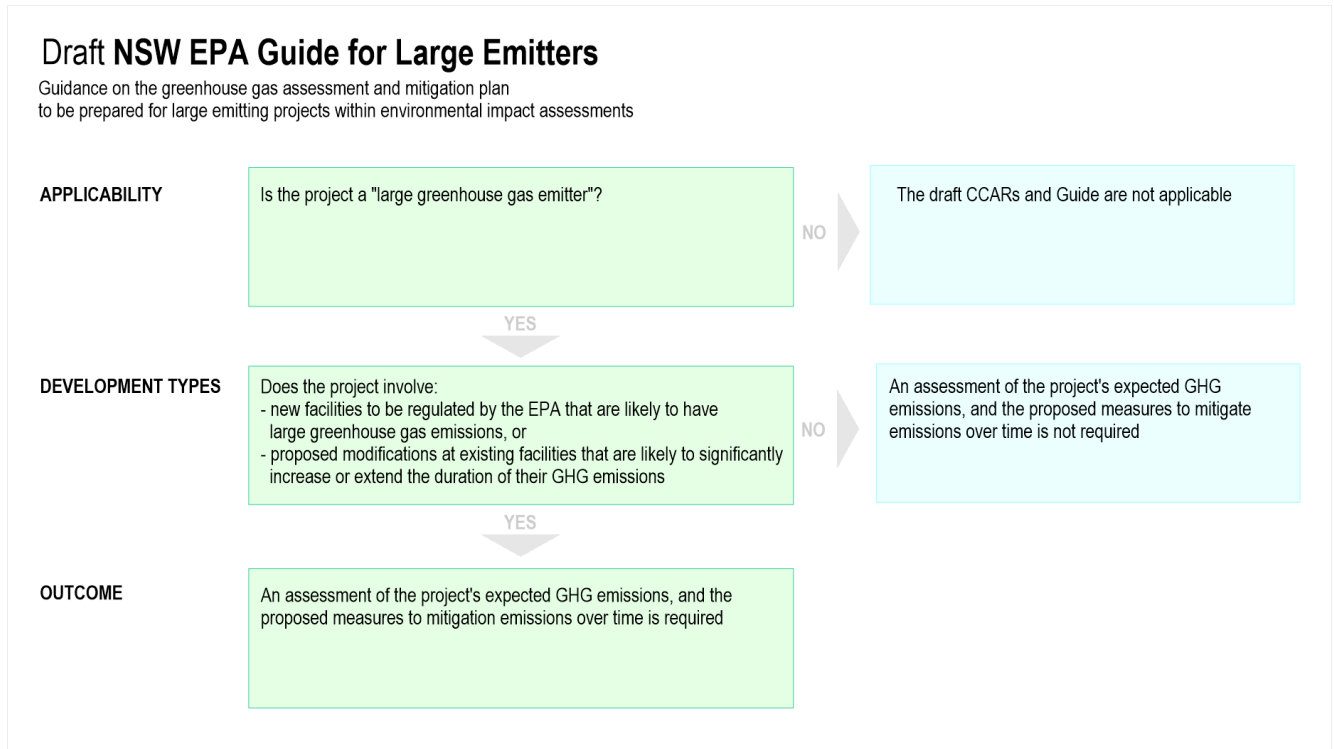 Draft NSW EPA Guide for Large Emitters
Guidance on the greenhouse gas assessment and mitigation plan
to be prepared for large emitting projects within environmental impact assessments
APPLICABILITY
Is the project a "large greenhouse gas emitter"?
NO
The draft CCARs and Guide are not applicable
YES
DEVELOPMENT TYPES
Does the project involve:
- new facilities to be regulated by the EPA that are likely to have
large greenhouse gas emissions, or
- proposed modifications at existing facilities that are likely to significantly
increase or extend the duration of their GHG emissions
NO
An assessment of the project's expected GHG
emissions, and the proposed measures to mitigate
emissions over time is not required
YES
OUTCOME
An assessment of the project's expected GHG emissions, and the
proposed measures to mitigation emissions over time is required